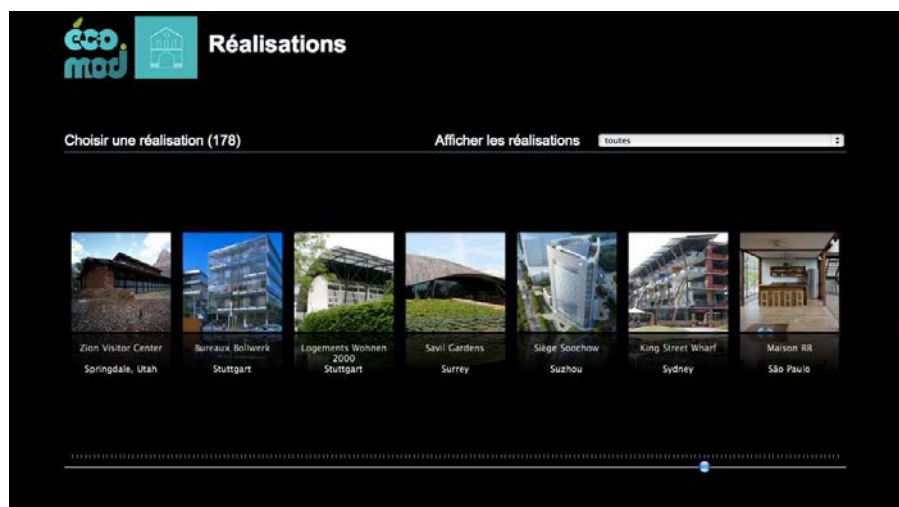 éco.
mod
Réalisations
Choisir une réalisation (178)
Afficher les réalisations
toutes
Zion Visitor Center
Springdale, Utah
Bureaux Bollwerk
Stuttgart
Logements Wohnen
2000
Stuttgart
Savil Gardens
Surrey
Siège Soochow
Suzhou
King Street Wharf
Sydney
Maison RR
São Paulo